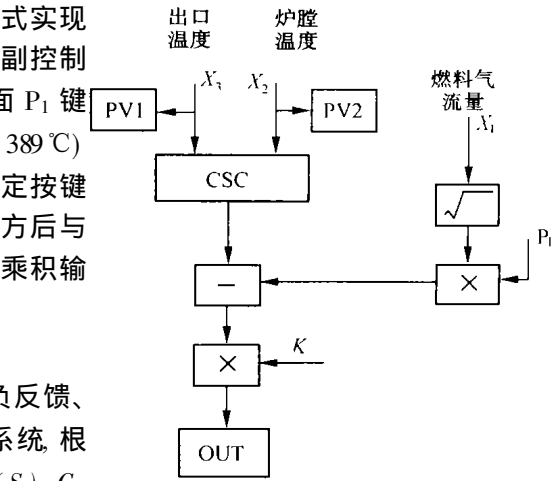 式实现
副控制
面 P₁ 键
389 ℃)
定按键
方后与
乘积输
负反馈、
系统, 根
出口
温度
炉膛
温度
燃料气
流量
X₃
X₂
X₁
PV1
PV2
CSC
√
P₁
−
×
×
K
OUT